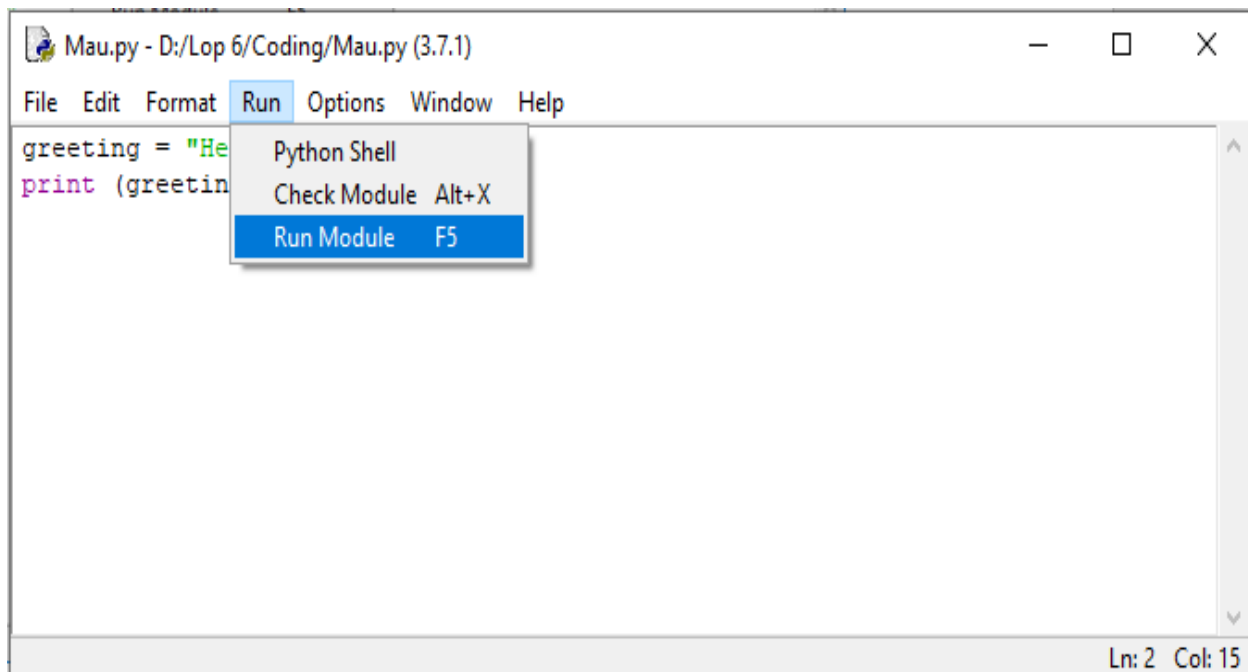 Mau.py - D:/Lop 6/Coding/Mau.py (3.7.1)
File Edit Format Run Options Window Help
greeting = "He
print (greetin
Python Shell
Check Module Alt+X
Run Module F5
Ln: 2 Col: 15